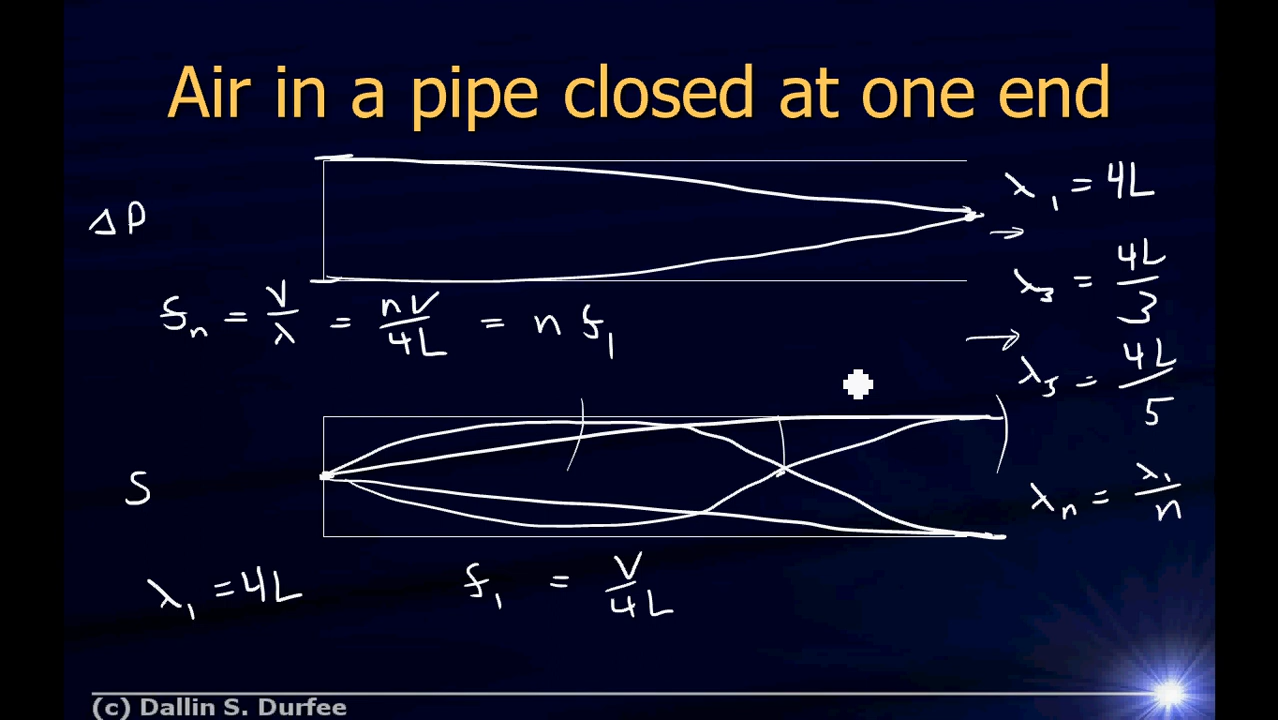 Air in a pipe closed at one end
λ₁ = 4L
ΔP
λ₃ = 4L/3
fₙ = V/λ = nV/4L = n f₁
λ₅ = 4L/5
S
λₙ = λ₁/n
λ₁ = 4L
f₁ = V/4L
(c) Dallin S. Durfee